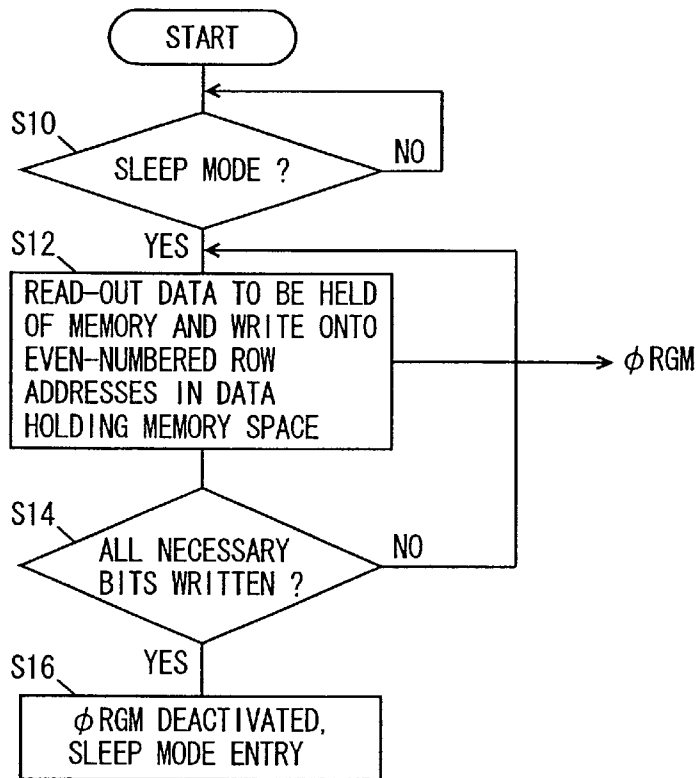 START
S10
SLEEP MODE ?
NO
YES
S12
READ-OUT DATA TO BE HELD
OF MEMORY AND WRITE ONTO
EVEN-NUMBERED ROW
ADDRESSES IN DATA
HOLDING MEMORY SPACE
φRGM
S14
ALL NECESSARY
BITS WRITTEN ?
NO
YES
S16
φRGM DEACTIVATED,
SLEEP MODE ENTRY